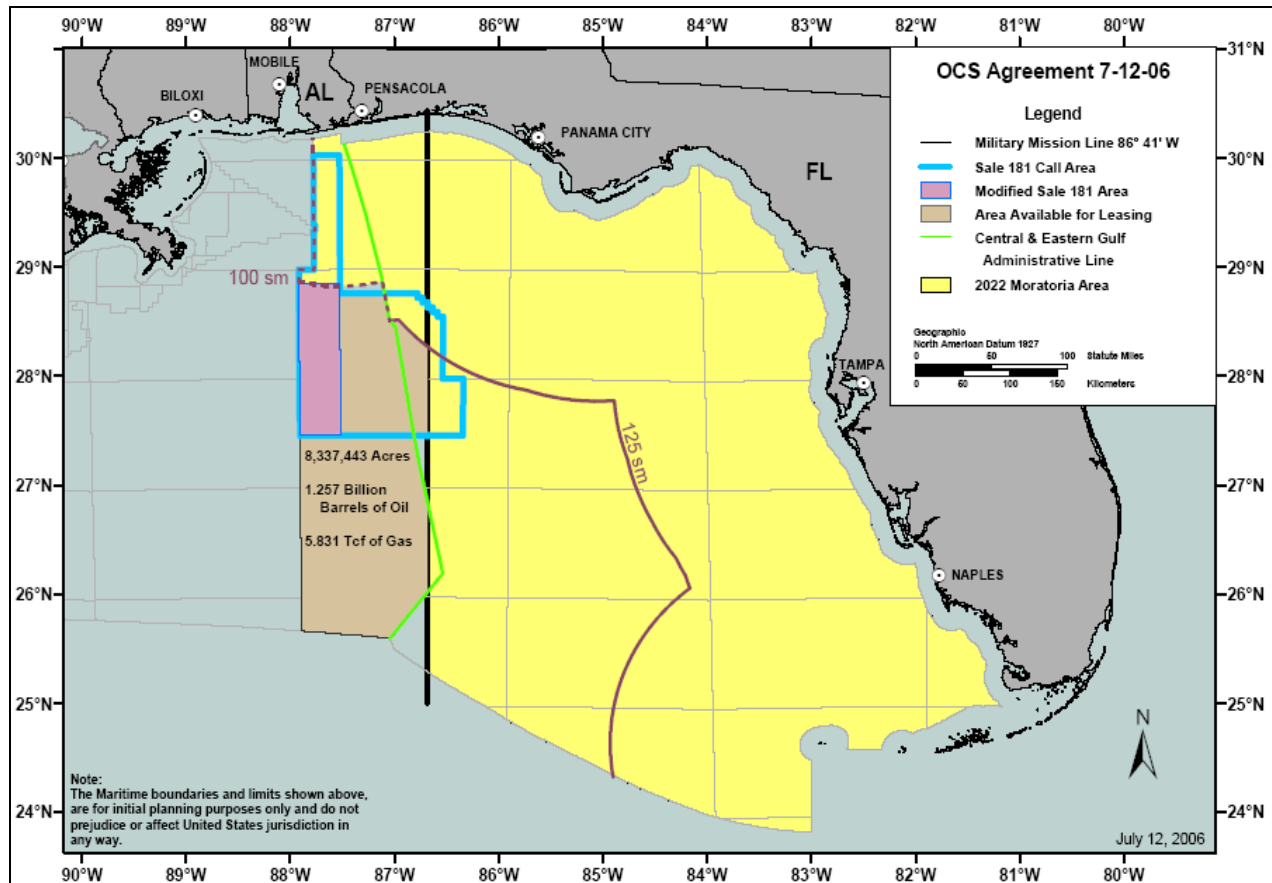 90°W 89°W 88°W 87°W 86°W 85°W 84°W 83°W 82°W 81°W 80°W
31°N
OCS Agreement 7-12-06
Legend
Military Mission Line 86° 41' W
Sale 181 Call Area
Modified Sale 181 Area
Area Available for Leasing
Central & Eastern Gulf
Administrative Line
2022 Moratoria Area
Geographic
North American Datum 1927
0 50 100 Statute Miles
0 50 100 150 Kilometers
MOBILE
AL
BILOXI
PENSACOLA
PANAMA CITY
FL
30°N
30°N
29°N
29°N
100 sm
28°N
28°N
TAMPA
125 sm
8,337,443 Acres
1.257 Billion
Barrels of Oil
5.831 Tcf of Gas
27°N
27°N
26°N
26°N
NAPLES
25°N
25°N
N
24°N
24°N
Note:
The Maritime boundaries and limits shown above,
are for initial planning purposes only and do not
prejudice or affect United States jurisdiction in
any way.
July 12, 2006
90°W 89°W 88°W 87°W 86°W 85°W 84°W 83°W 82°W 81°W 80°W